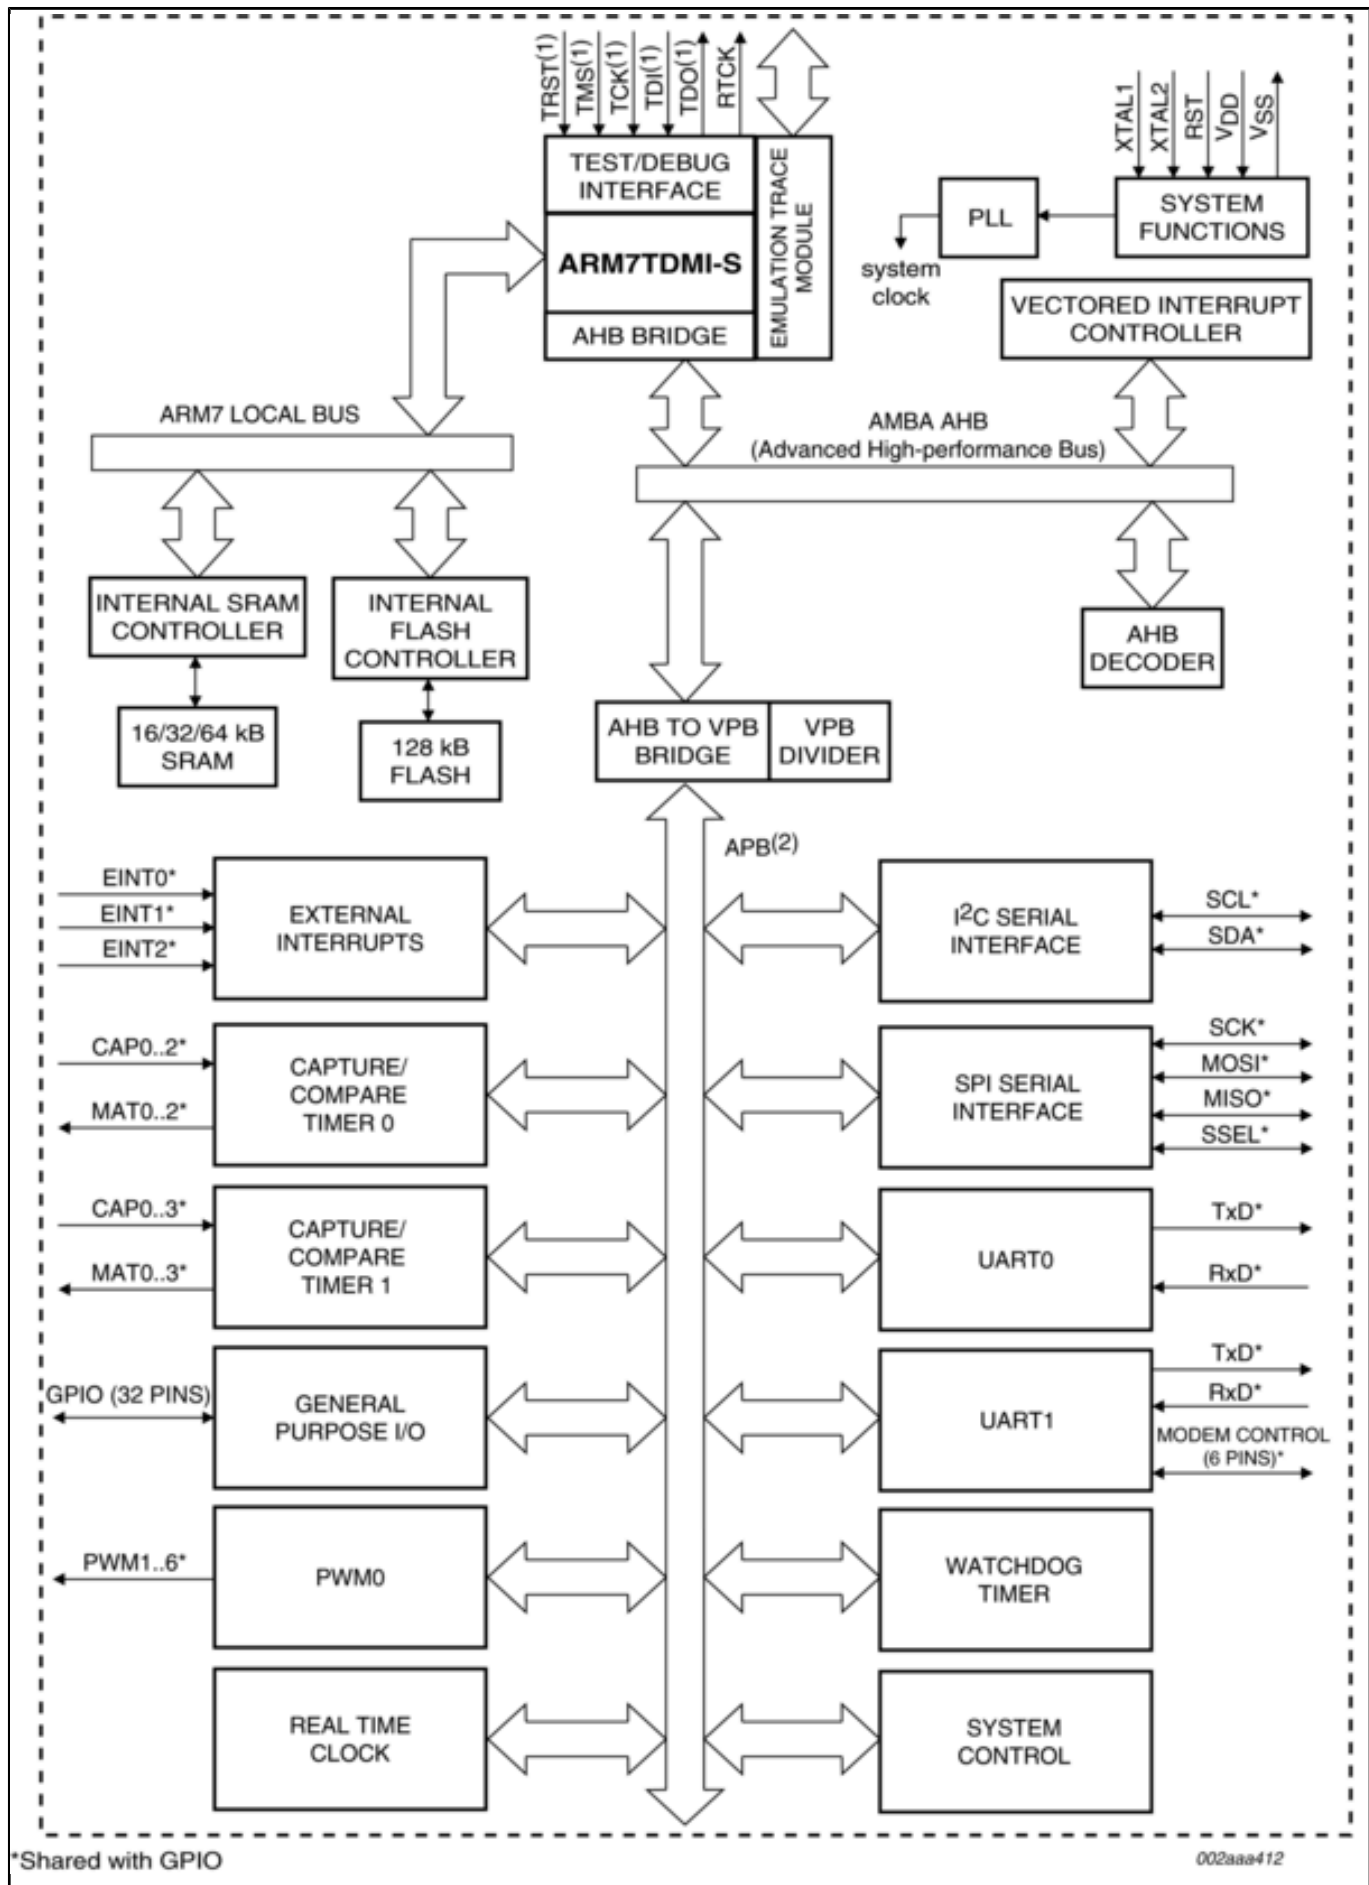 TRST(1)
TMS(1)
TCK(1)
TDI(1)
TDO(1)
RTCK
XTAL1
XTAL2
RST
VDD
VSS
TEST/DEBUG
INTERFACE
EMULATION TRACE
MODULE
ARM7TDMI-S
AHB BRIDGE
PLL
SYSTEM
FUNCTIONS
system
clock
VECTORED INTERRUPT
CONTROLLER
ARM7 LOCAL BUS
AMBA AHB
(Advanced High-performance Bus)
INTERNAL SRAM
CONTROLLER
INTERNAL
FLASH
CONTROLLER
AHB
DECODER
16/32/64 kB
SRAM
128 kB
FLASH
AHB TO VPB
BRIDGE
VPB
DIVIDER
APB(2)
EINT0*
EINT1*
EINT2*
EXTERNAL
INTERRUPTS
I2C SERIAL
INTERFACE
SCL*
SDA*
CAP0..2*
MAT0..2*
CAPTURE/
COMPARE
TIMER 0
SPI SERIAL
INTERFACE
SCK*
MOSI*
MISO*
SSEL*
CAP0..3*
MAT0..3*
CAPTURE/
COMPARE
TIMER 1
UART0
TxD*
RxD*
GPIO (32 PINS)
GENERAL
PURPOSE I/O
UART1
TxD*
RxD*
MODEM CONTROL
(6 PINS)*
PWM1..6*
PWM0
WATCHDOG
TIMER
REAL TIME
CLOCK
SYSTEM
CONTROL
*Shared with GPIO
002aaa412